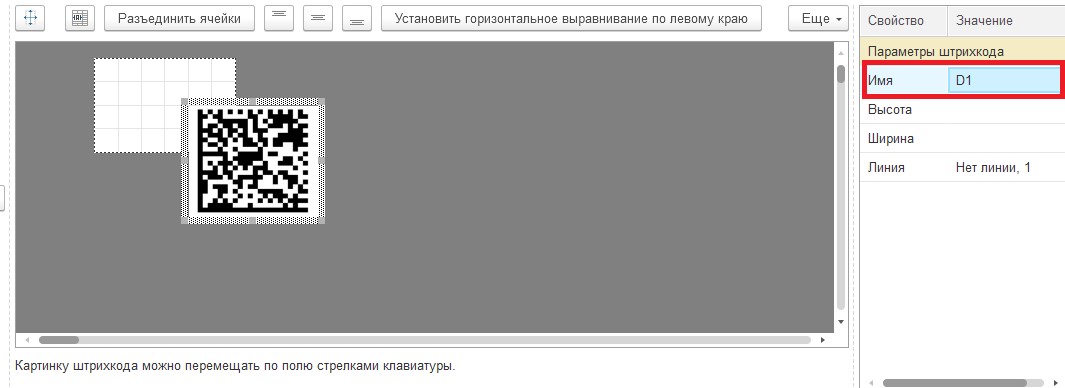 Разъединить ячейки
Установить горизонтальное выравнивание по левому краю
Еще
Свойство Значение
Параметры штрихкода
Имя D1
Высота
Ширина
Линия Нет линии, 1
Картинку штрихкода можно перемещать по полю стрелками клавиатуры.